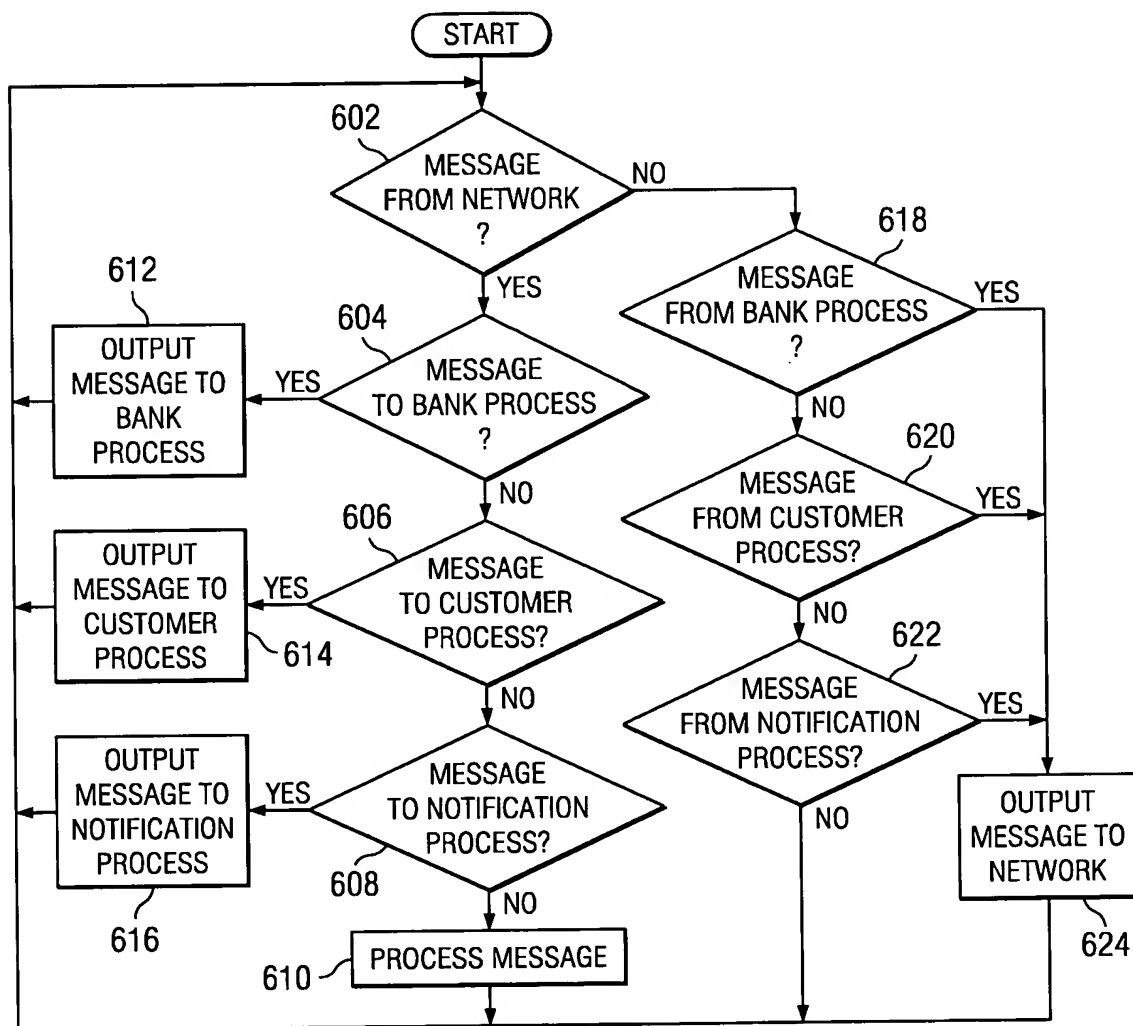 START
602
MESSAGE
FROM NETWORK
?
NO
YES
618
MESSAGE
FROM BANK PROCESS
?
YES
NO
612
OUTPUT
MESSAGE TO
BANK
PROCESS
YES
604
MESSAGE
TO BANK PROCESS
?
NO
620
MESSAGE
FROM CUSTOMER
PROCESS?
YES
NO
606
MESSAGE
TO CUSTOMER
PROCESS?
YES
NO
OUTPUT
MESSAGE TO
CUSTOMER
PROCESS
614
622
MESSAGE
FROM NOTIFICATION
PROCESS?
YES
NO
OUTPUT
MESSAGE TO
NOTIFICATION
PROCESS
616
YES
MESSAGE
TO NOTIFICATION
PROCESS?
608
NO
OUTPUT
MESSAGE TO
NETWORK
624
610
PROCESS MESSAGE